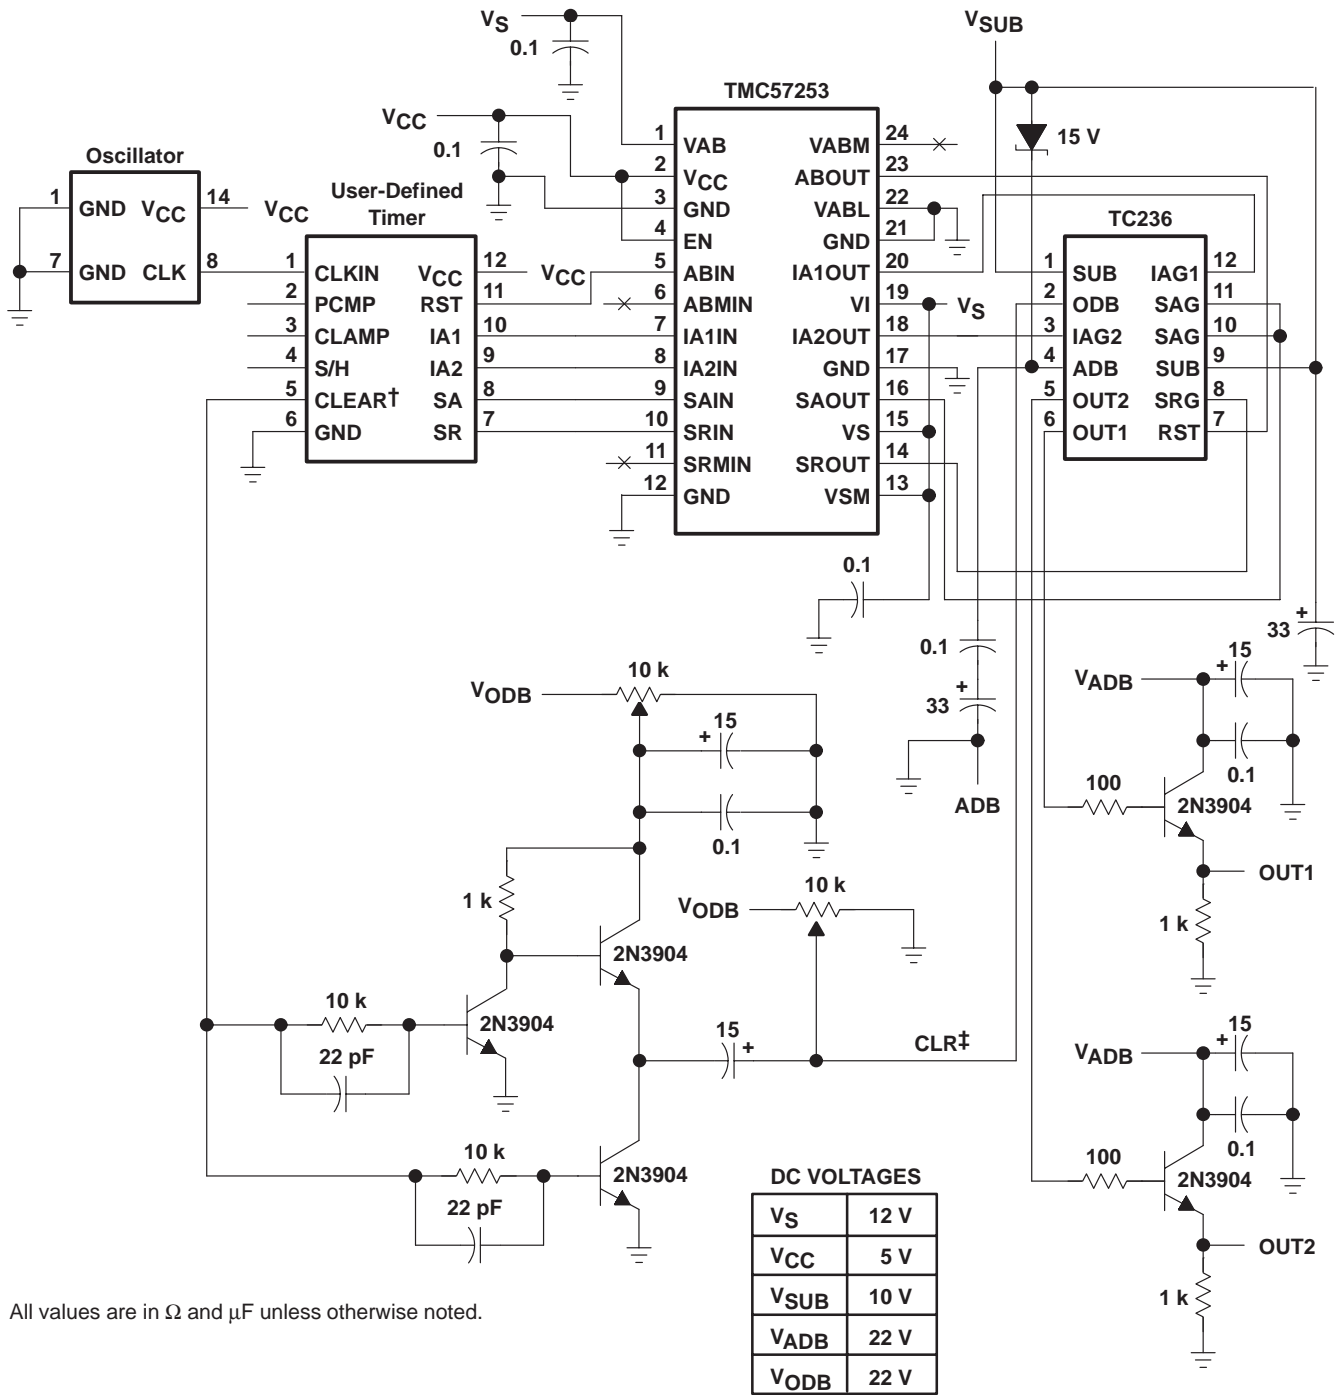 VS
0.1
VCC
0.1
Oscillator
1 GND VCC 14 VCC
7 GND CLK 8
User-Defined
Timer
1 CLKIN VCC 12 VCC
2 PCMP RST 11
3 CLAMP IA1 10
4 S/H IA2 9
5 CLEAR† SA 8
6 GND SR 7
TMC57253
1 VAB VABM 24
2 VCC ABOUT 23
3 GND VABL 22
4 EN GND 21
5 ABIN IA1OUT 20
6 ABMIN VI 19 VS
7 IA1IN IA2OUT 18
8 IA2IN GND 17
9 SAIN SAOUT 16
10 SRIN VS 15
11 SRMIN SROUT 14
12 GND VSM 13
0.1
VSUB
15 V
TC236
1 SUB IAG1 12
2 ODB SAG 11
3 IAG2 SAG 10
4 ADB SUB 9
5 OUT2 SRG 8
6 OUT1 RST 7
33 +
0.1
33 +
ADB
VODB 10 k
+ 15
0.1
1 k
2N3904
VODB 10 k
10 k
22 pF
2N3904
15 +
CLR‡
10 k
22 pF
2N3904
VADB + 15
0.1
100
2N3904
OUT1
1 k
VADB + 15
0.1
100
2N3904
OUT2
1 k
DC VOLTAGES
VS 12 V
VCC 5 V
VSUB 10 V
VADB 22 V
VODB 22 V
All values are in Ω and μF unless otherwise noted.